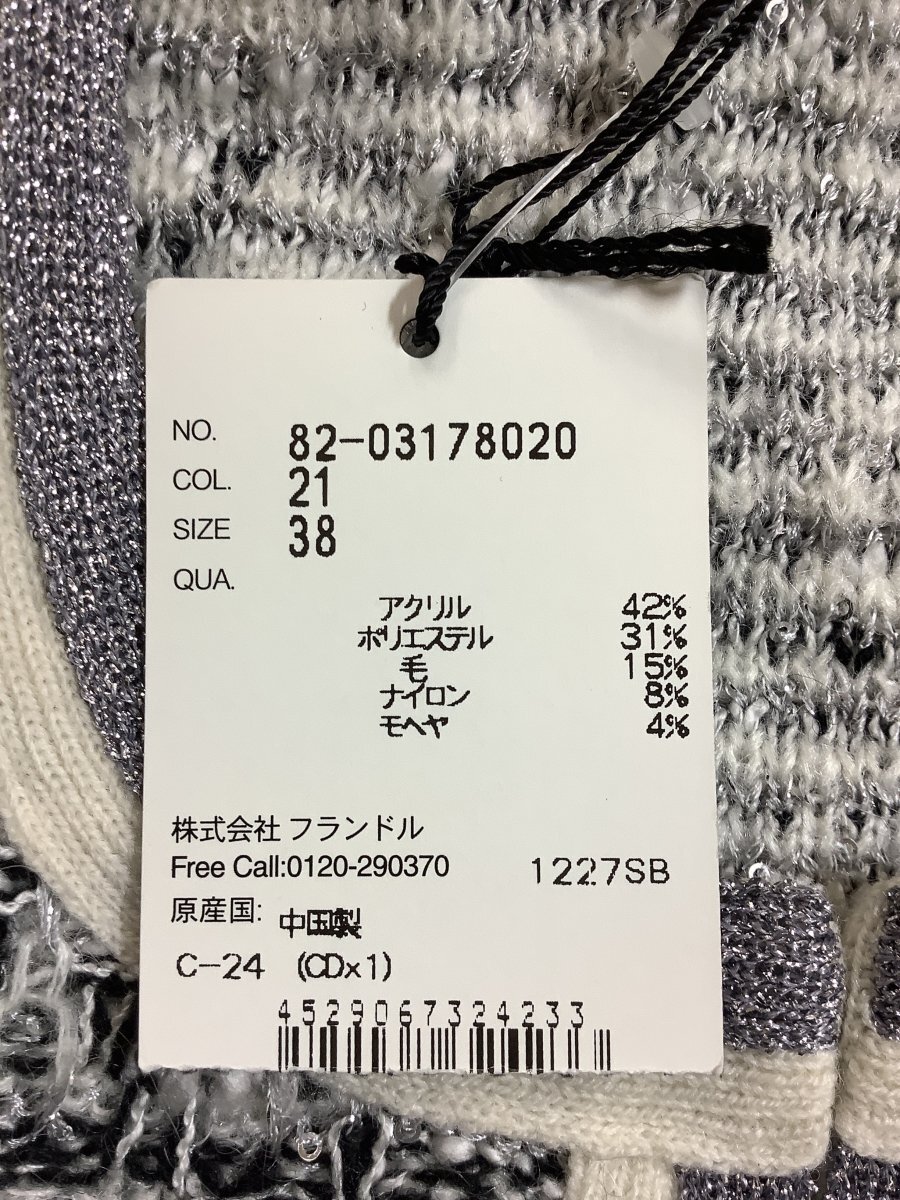 NO. 82-03178020
COL. 21
SIZE 38
QUA.
アクリル 42%
ポリエステル 31%
毛 15%
ナイロン 8%
モヘヤ 4%
株式会社 フランドル
Free Call:0120-290370 1227SB
原産国: 中国製
C-24 (CD×1)
4529067324233